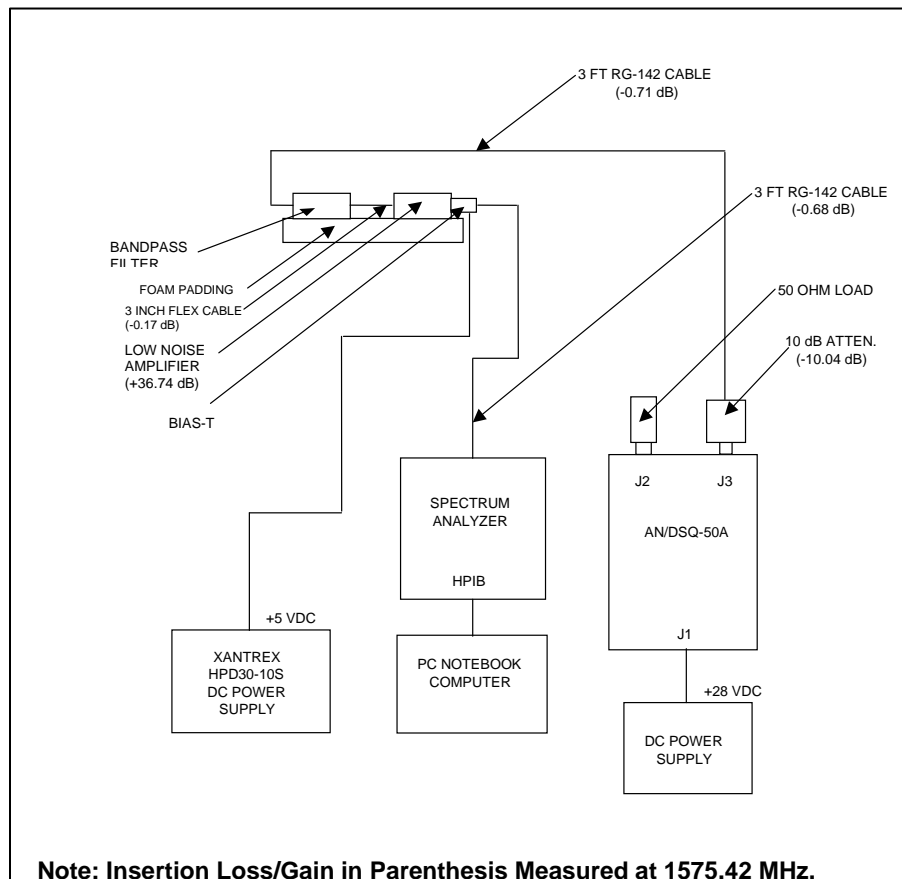 3 FT RG-142 CABLE
(-0.71 dB)
3 FT RG-142 CABLE
(-0.68 dB)
BANDPASS
FILTER
FOAM PADDING
3 INCH FLEX CABLE
(-0.17 dB)
LOW NOISE
AMPLIFIER
(+36.74 dB)
BIAS-T
50 OHM LOAD
10 dB ATTEN.
(-10.04 dB)
J2
J3
AN/DSQ-50A
J1
SPECTRUM
ANALYZER
HPIB
+5 VDC
XANTREX
HPD30-10S
DC POWER
SUPPLY
PC NOTEBOOK
COMPUTER
+28 VDC
DC POWER
SUPPLY
Note: Insertion Loss/Gain in Parenthesis Measured at 1575.42 MHz.